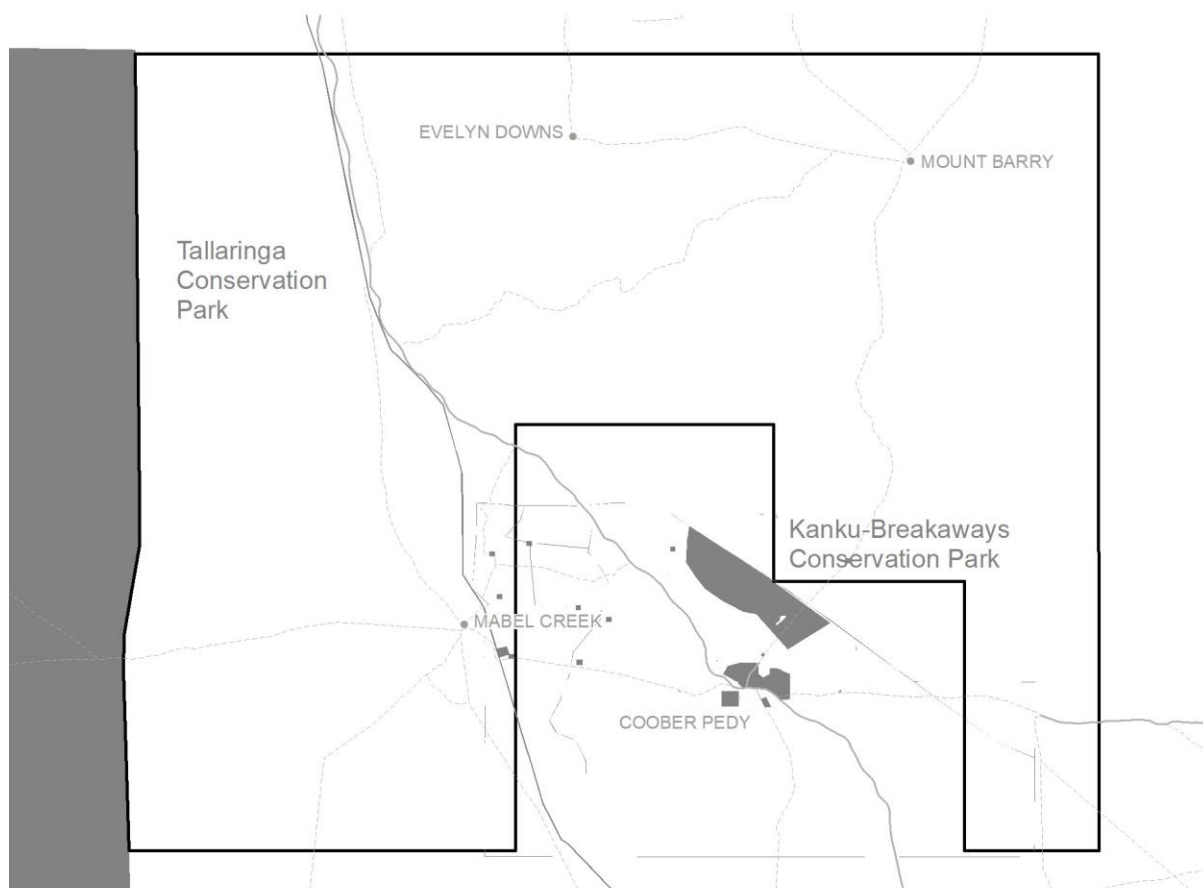 EVELYN DOWNS
MOUNT BARRY
Tallaringa
Conservation
Park
Kanku-Breakaways
Conservation Park
MABEL CREEK
COOBER PEDY